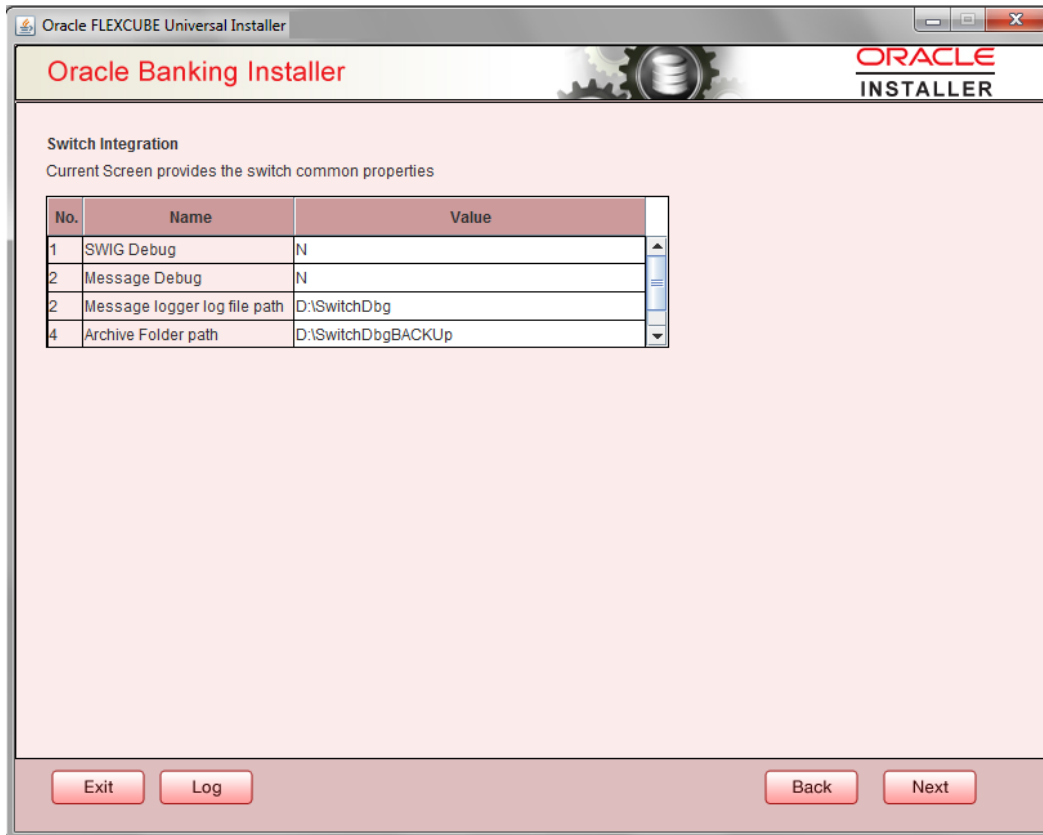 Oracle FLEXCUBE Universal Installer
Oracle Banking Installer
ORACLE
INSTALLER
Switch Integration
Current Screen provides the switch common properties
No. Name Value
1 SWIG Debug N
2 Message Debug N
2 Message logger log file path D:\SwitchDbg
4 Archive Folder path D:\SwitchDbgBACKUp
Exit Log Back Next